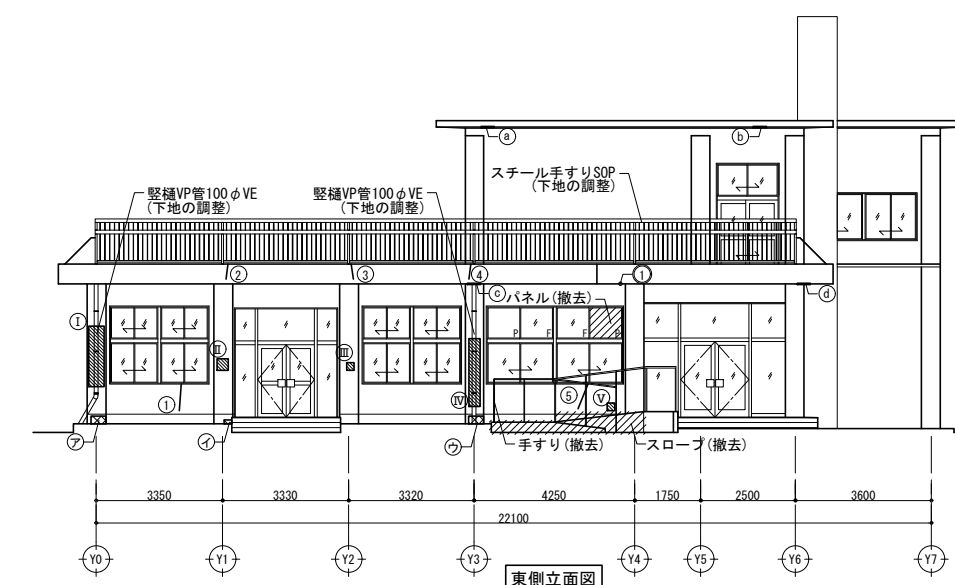 ⓐ ⓑ
スチール手すりSOP
(下地の調整)
竪樋VP管100φVE
(下地の調整)
竪樋VP管100φVE
(下地の調整)
② ③ ④ ①
ⓒ パネル(撤去) ⓓ
Ⅰ
P F F P
Ⅱ Ⅲ
① Ⅳ ⑤ Ⅴ
㋐ ㋑ ㋒
手すり(撤去) スロープ(撤去)
3350 3330 3320 4250 1750 2500 3600
22100
Y0 Y1 Y2 Y3 Y4 Y5 Y6 Y7
東側立面図